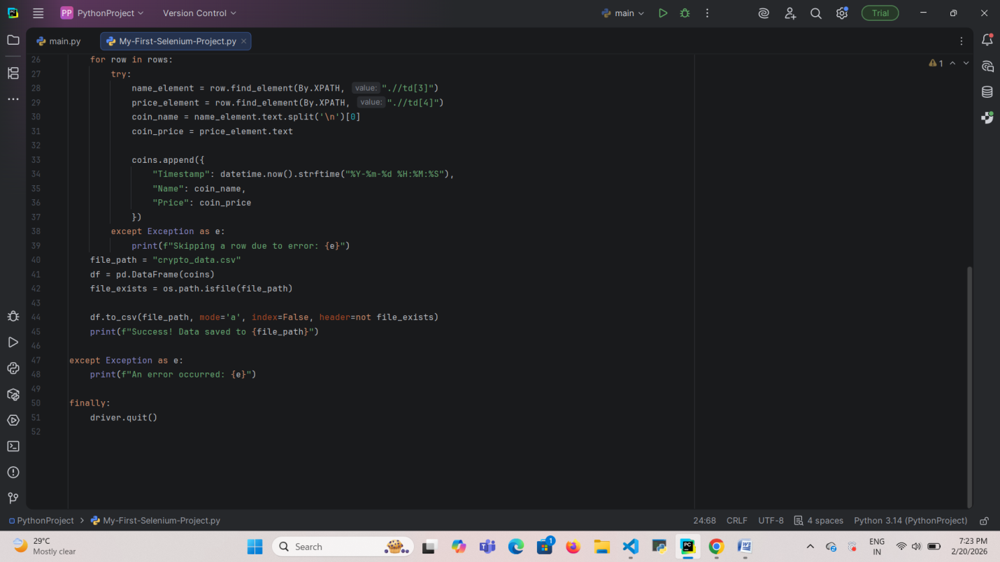 PC
PP PythonProject
Version Control
main
Trial
main.py
My-First-Selenium-Project.py
1
26 for row in rows:
27 try:
28 name_element = row.find_element(By.XPATH, value: ".//td[3]")
29 price_element = row.find_element(By.XPATH, value: ".//td[4]")
30 coin_name = name_element.text.split('\n')[0]
31 coin_price = price_element.text
32
33 coins.append({
34 "Timestamp": datetime.now().strftime("%Y-%m-%d %H:%M:%S"),
35 "Name": coin_name,
36 "Price": coin_price
37 })
38 except Exception as e:
39 print(f"Skipping a row due to error: {e}")
40 file_path = "crypto_data.csv"
41 df = pd.DataFrame(coins)
42 file_exists = os.path.isfile(file_path)
43
44 df.to_csv(file_path, mode='a', index=False, header=not file_exists)
45 print(f"Success! Data saved to {file_path}")
46
47 except Exception as e:
48 print(f"An error occurred: {e}")
49
50 finally:
51 driver.quit()
52
PythonProject > My-First-Selenium-Project.py
24:68 CRLF UTF-8 4 spaces Python 3.14 (PythonProject)
29°C
Mostly clear
Search
1
PC
W
ENG
IN
7:23 PM
2/20/2026